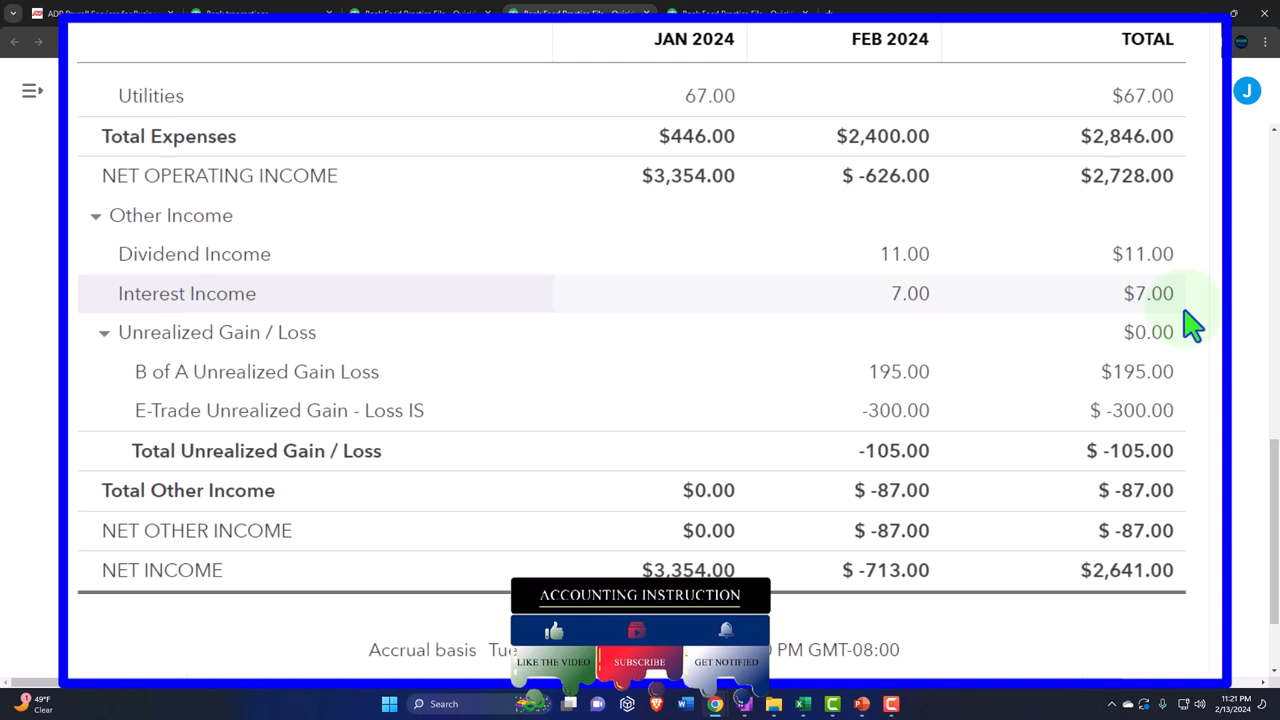 JAN 2024 FEB 2024 TOTAL
J
Utilities 67.00 $67.00
Total Expenses $446.00 $2,400.00 $2,846.00
NET OPERATING INCOME $3,354.00 $ -626.00 $2,728.00
Other Income
Dividend Income 11.00 $11.00
Interest Income 7.00 $7.00
Unrealized Gain / Loss $0.00
B of A Unrealized Gain Loss 195.00 $195.00
E-Trade Unrealized Gain - Loss IS -300.00 $ -300.00
Total Unrealized Gain / Loss -105.00 $ -105.00
Total Other Income $0.00 $ -87.00 $ -87.00
NET OTHER INCOME $0.00 $ -87.00 $ -87.00
NET INCOME $3,354.00 $ -713.00 $2,641.00
ACCOUNTING INSTRUCTION
Accrual basis Tue PM GMT-08:00
LIKE THE VIDEO SUBSCRIBE GET NOTIFIED
49°F
Clear
Search
11:21 PM
2/13/2024